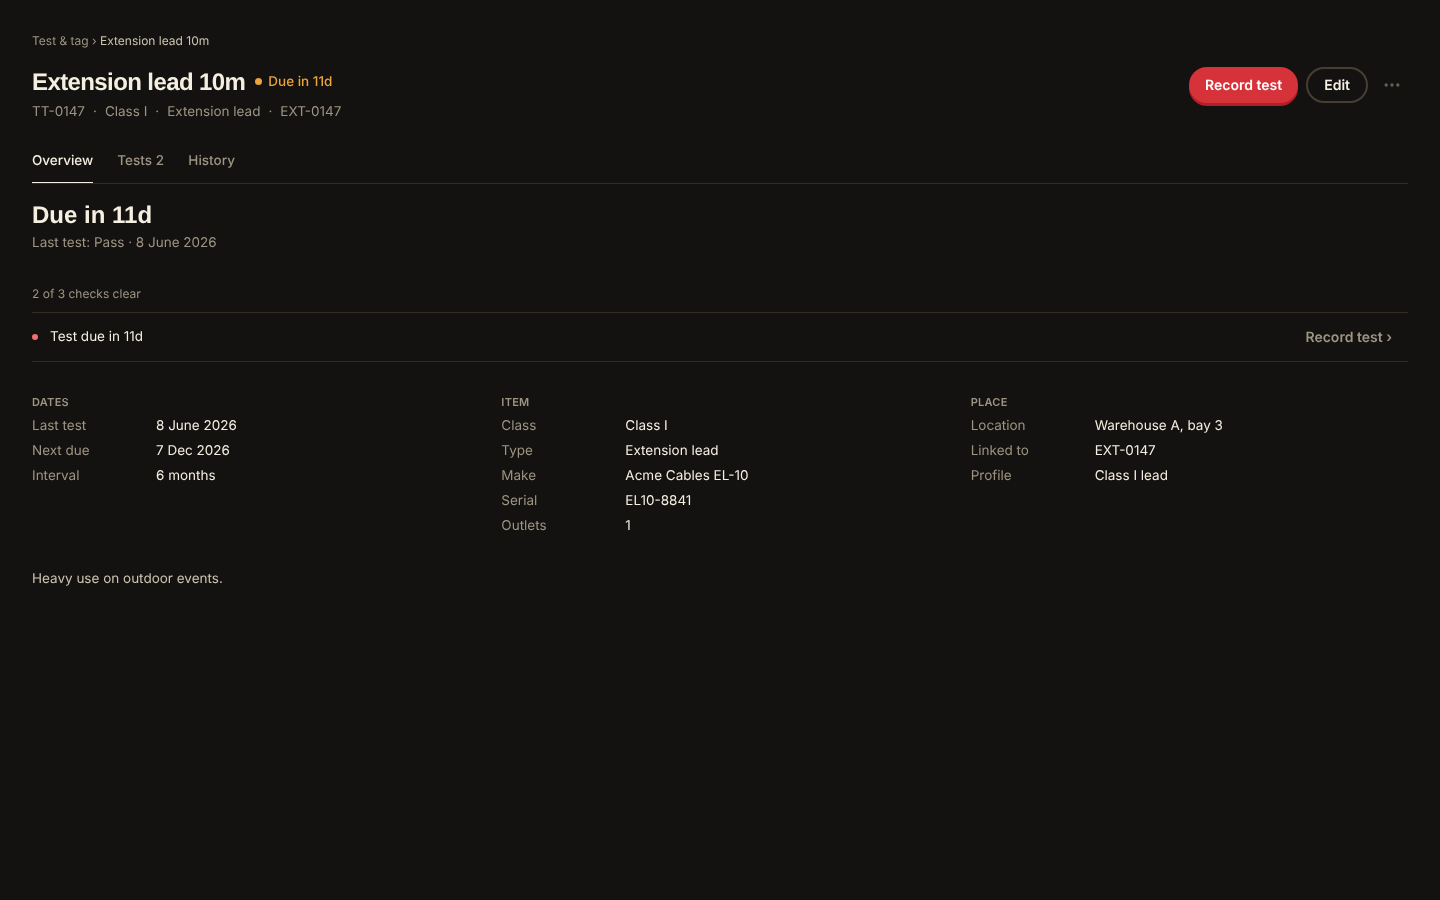 Test & tag › Extension lead 10m
Extension lead 10m
Due in 11d
Record test
Edit
TT-0147 · Class I · Extension lead · EXT-0147
Overview
Tests 2
History
Due in 11d
Last test: Pass · 8 June 2026
2 of 3 checks clear
Test due in 11d
Record test ›
DATES
Last test 8 June 2026
Next due 7 Dec 2026
Interval 6 months
ITEM
Class Class I
Type Extension lead
Make Acme Cables EL-10
Serial EL10-8841
Outlets 1
PLACE
Location Warehouse A, bay 3
Linked to EXT-0147
Profile Class I lead
Heavy use on outdoor events.